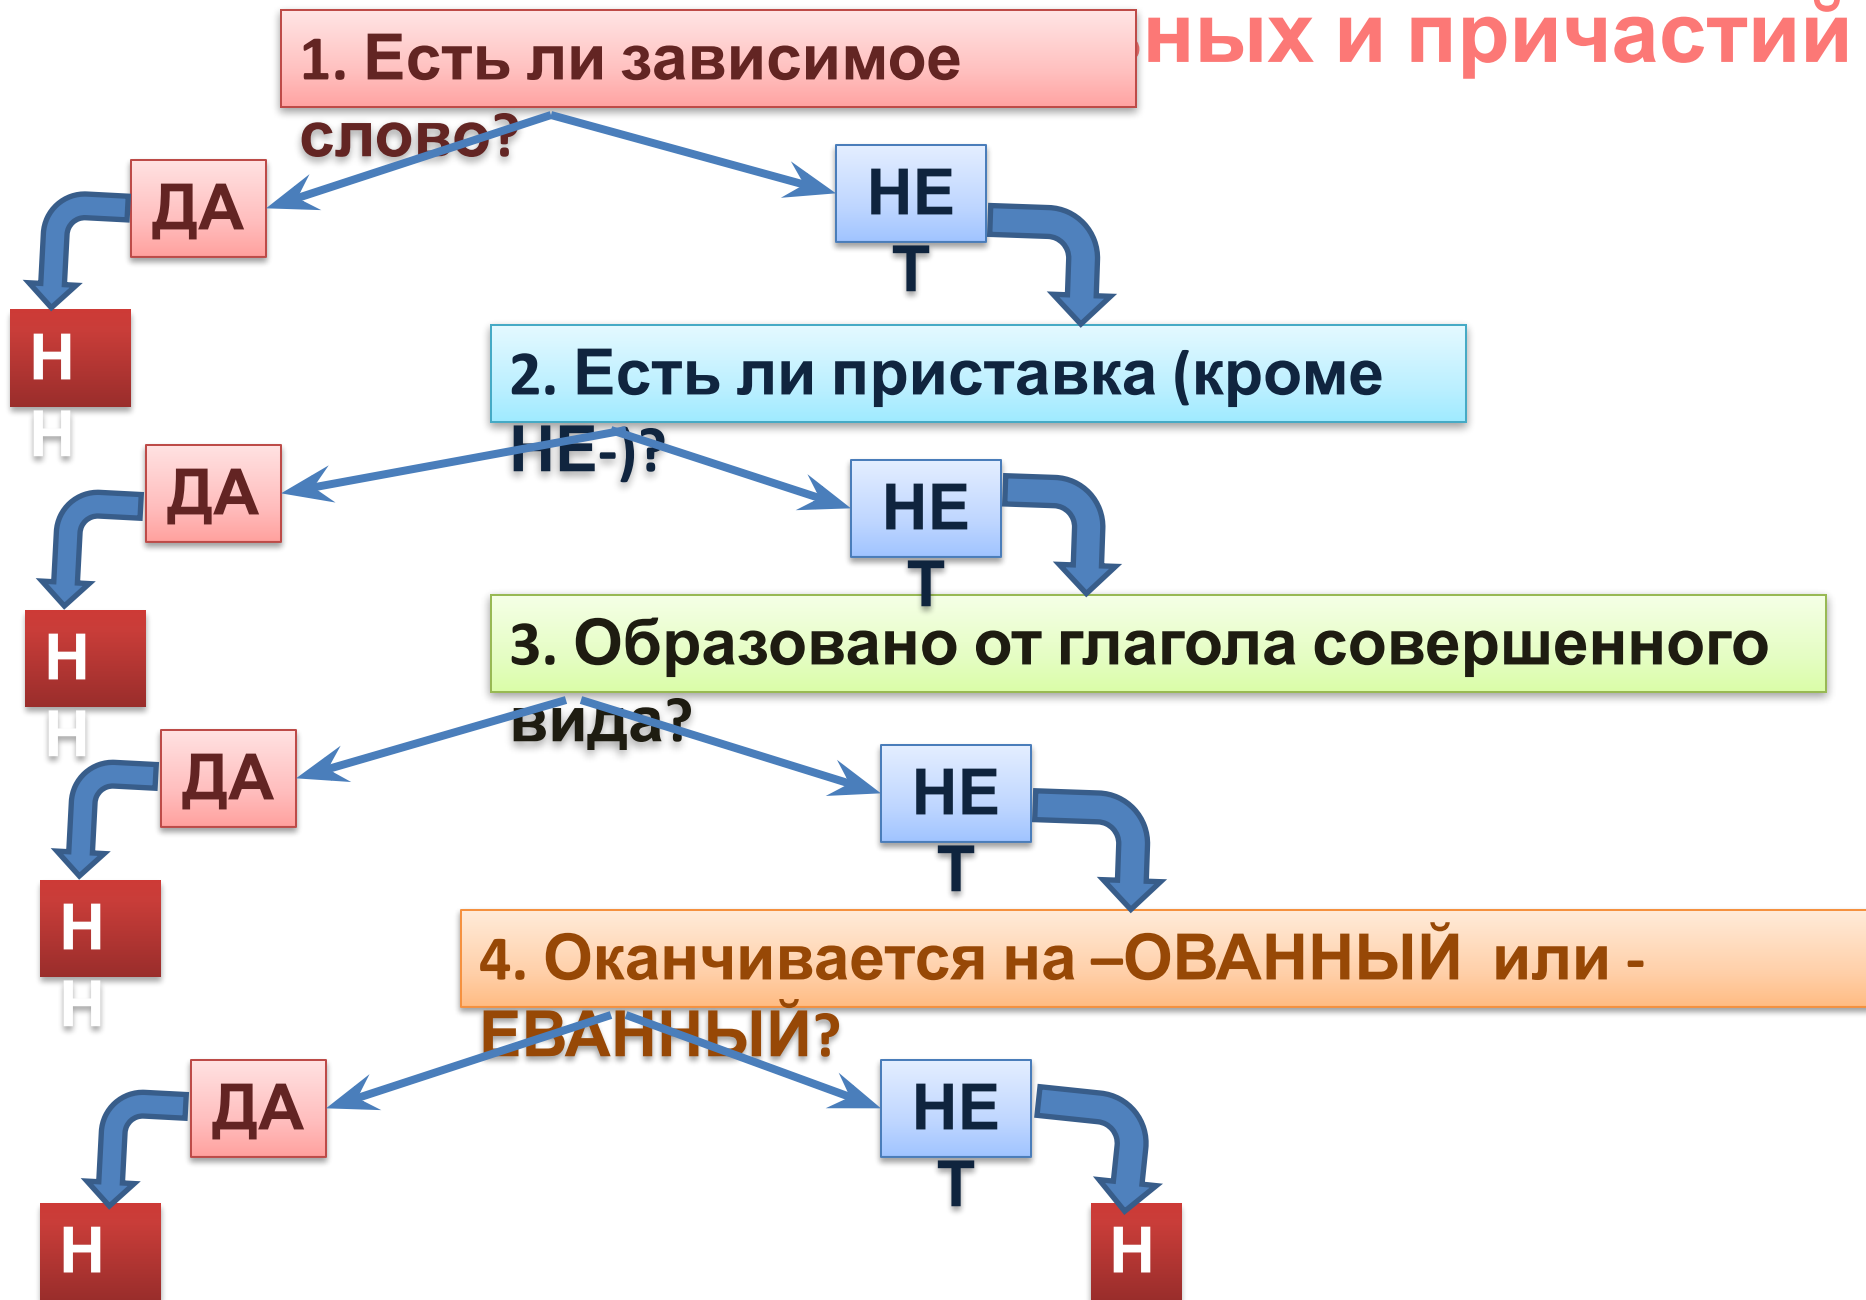 ных и причастий
1. Есть ли зависимое
слово?
ДА
НЕ
Т
Н
Н
2. Есть ли приставка (кроме
НЕ-)?
ДА
НЕ
Т
Н
Н
3. Образовано от глагола совершенного
вида?
ДА
НЕ
Т
Н
Н
4. Оканчивается на –ОВАННЫЙ или -
ЕВАННЫЙ?
ДА
НЕ
Т
Н
Н